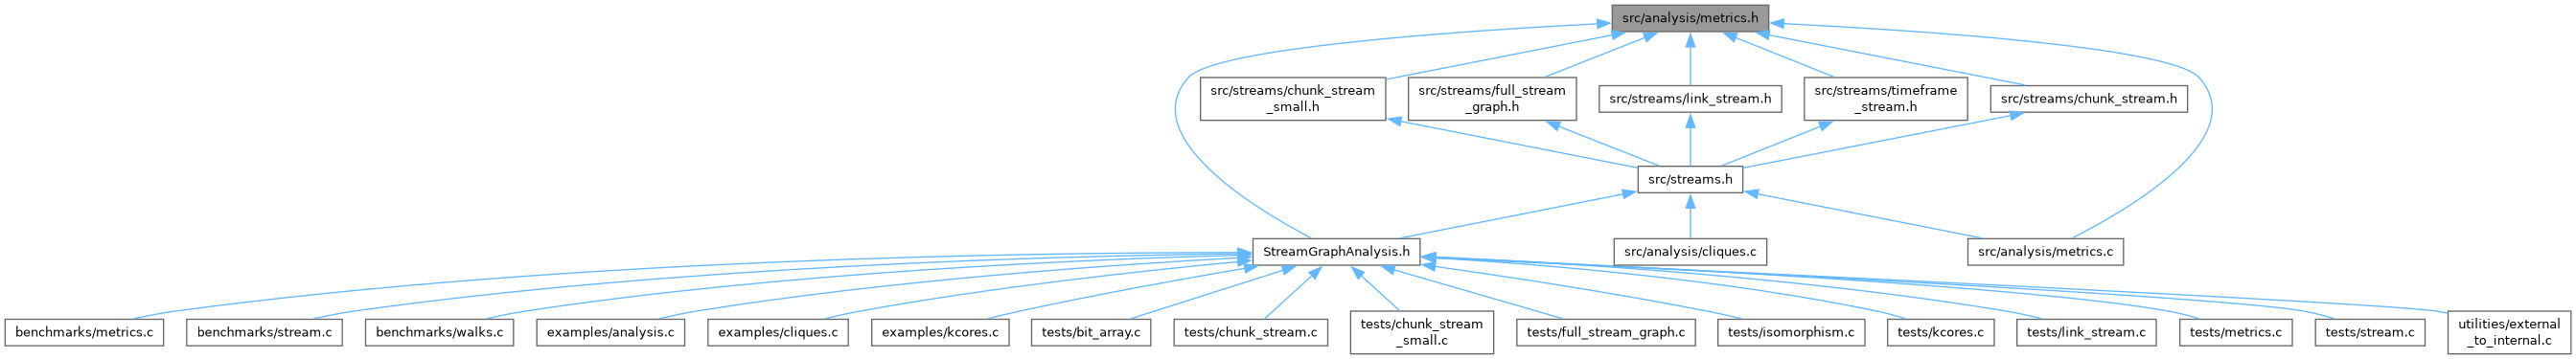 src/analysis/metrics.h
src/streams/chunk_stream
_small.h
src/streams/full_stream
_graph.h
src/streams/link_stream.h
src/streams/timeframe
_stream.h
src/streams/chunk_stream.h
src/streams.h
StreamGraphAnalysis.h
src/analysis/cliques.c
src/analysis/metrics.c
benchmarks/metrics.c
benchmarks/stream.c
benchmarks/walks.c
examples/analysis.c
examples/cliques.c
examples/kcores.c
tests/bit_array.c
tests/chunk_stream.c
tests/chunk_stream
_small.c
tests/full_stream_graph.c
tests/isomorphism.c
tests/kcores.c
tests/link_stream.c
tests/metrics.c
tests/stream.c
utilities/external
_to_internal.c